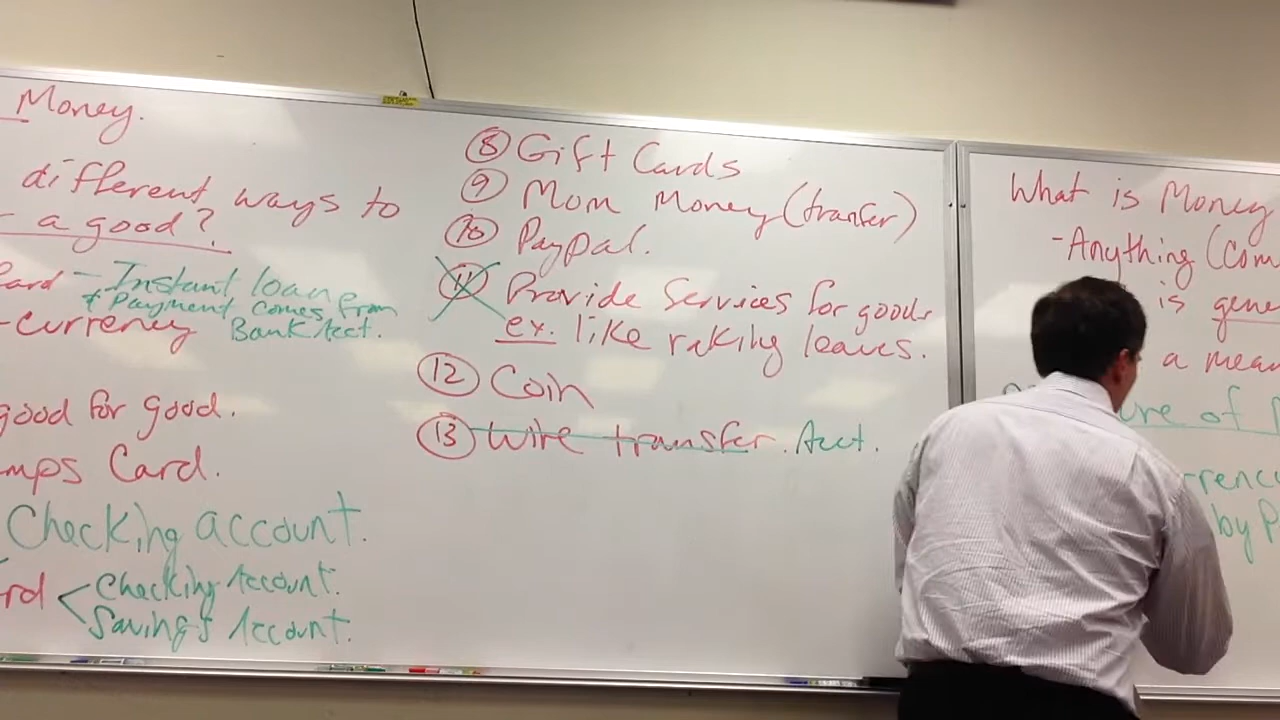 Money.
different ways to
a good?
Card - Instant loan
+ Payment comes from
-Currency Bank Acct.
good for good.
mps Card.
Checking account.
rd < Checking Account.
Savings Account.
⑧ Gift Cards
⑨ Mom Money (transfer)
⑩ Paypal.
⑪ Provide Services for goods
ex. like raking leaves.
⑫ Coin
⑬ Wire transfer. Acct.
What is Money
-Anything (com
is gene
a mean
ure of
rrenc
by P